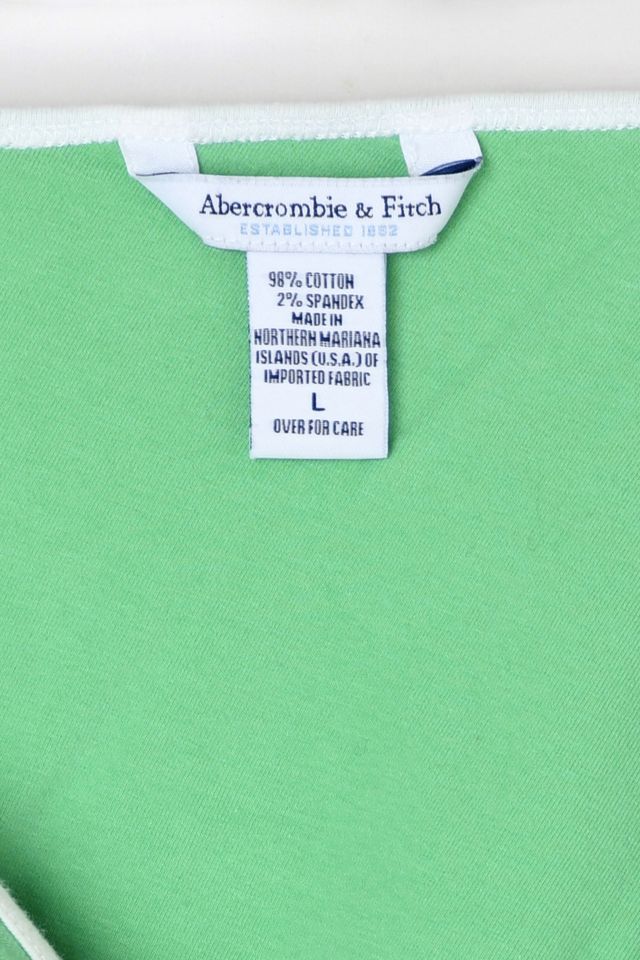 Abercrombie & Fitch
ESTABLISHED 1892
98% COTTON
2% SPANDEX
MADE IN
NORTHERN MARIANA
ISLANDS (U.S.A.) OF
IMPORTED FABRIC
L
OVER FOR CARE